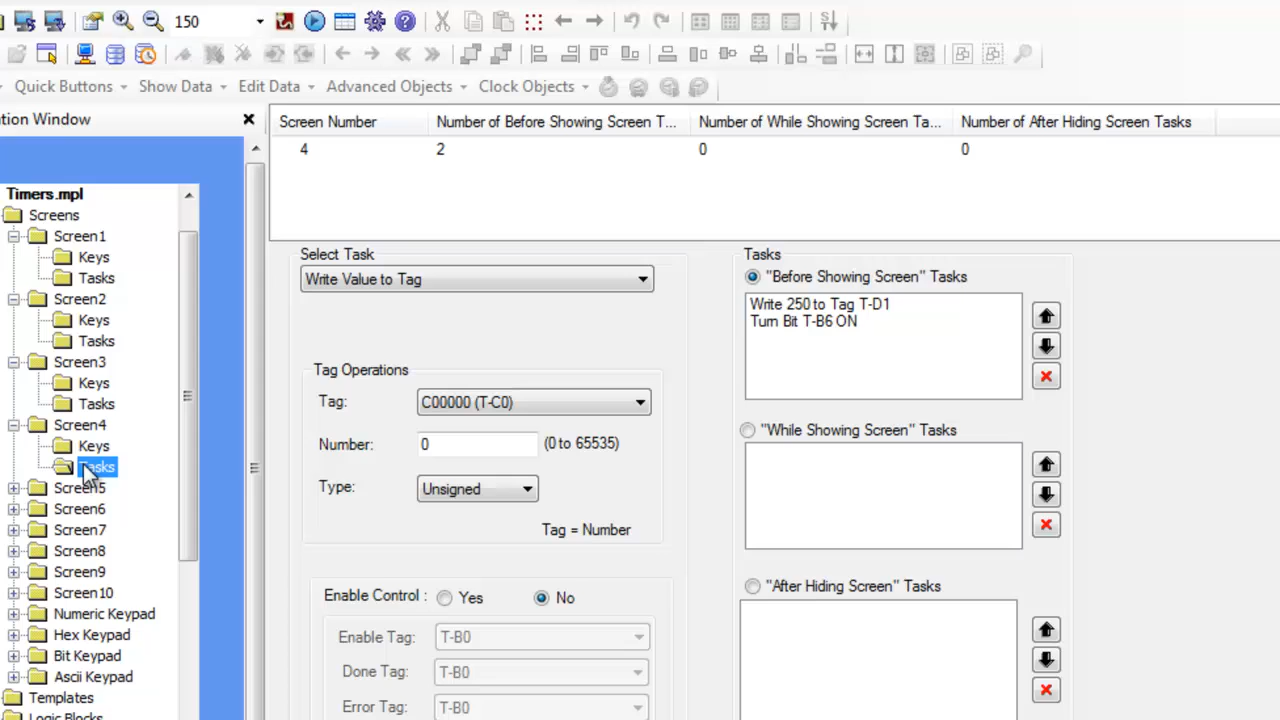 150
Quick Buttons Show Data Edit Data Advanced Objects Clock Objects
tion Window
Screen Number Number of Before Showing Screen T... Number of While Showing Screen Ta... Number of After Hiding Screen Tasks
4 2 0 0
Timers.mpl
Screens
Screen1
Keys
Tasks
Screen2
Keys
Tasks
Screen3
Keys
Tasks
Screen4
Keys
Tasks
Screen5
Screen6
Screen7
Screen8
Screen9
Screen10
Numeric Keypad
Hex Keypad
Bit Keypad
Ascii Keypad
Templates
Logic Blocks
Select Task
Write Value to Tag
Tag Operations
Tag: C00000 (T-C0)
Number: 0 (0 to 65535)
Type: Unsigned
Tag = Number
Enable Control : Yes No
Enable Tag: T-B0
Done Tag: T-B0
Error Tag: T-B0
Tasks
"Before Showing Screen" Tasks
Write 250 to Tag T-D1
Turn Bit T-B6 ON
"While Showing Screen" Tasks
"After Hiding Screen" Tasks